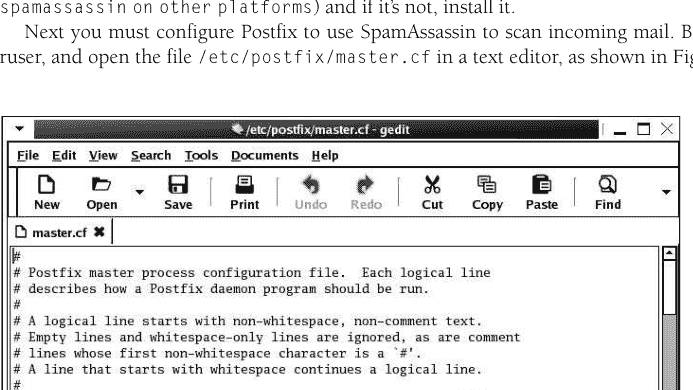 spamassassin on other platforms) and if it's not, install it.
Next you must configure Postfix to use SpamAssassin to scan incoming mail. B
ruser, and open the file /etc/postfix/master.cf in a text editor, as shown in Fig
/etc/postfix/master.cf - gedit
File Edit View Search Tools Documents Help
New Open Save Print Undo Redo Cut Copy Paste Find
master.cf
#
# Postfix master process configuration file. Each logical line
# describes how a Postfix daemon program should be run.
#
# A logical line starts with non-whitespace, non-comment text.
# Empty lines and whitespace-only lines are ignored, as are comment
# lines whose first non-whitespace character is a `#'.
# A line that starts with whitespace continues a logical line.
#